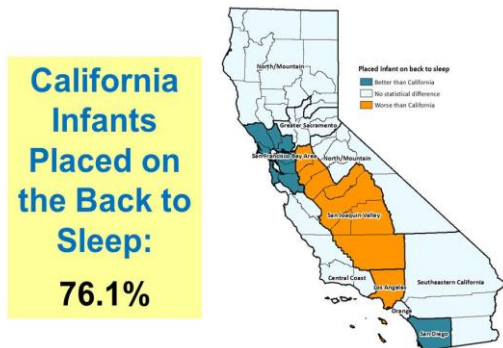 California
Infants
Placed on
the Back to
Sleep:
76.1%
Placed infant on back to sleep
Better than California
No statistical difference
Worse than California
North/Mountain
Greater Sacramento
San Francisco Bay Area
North/Mountain
San Joaquin Valley
Central Coast
Southeastern California
Los Angeles
Orange
San Diego